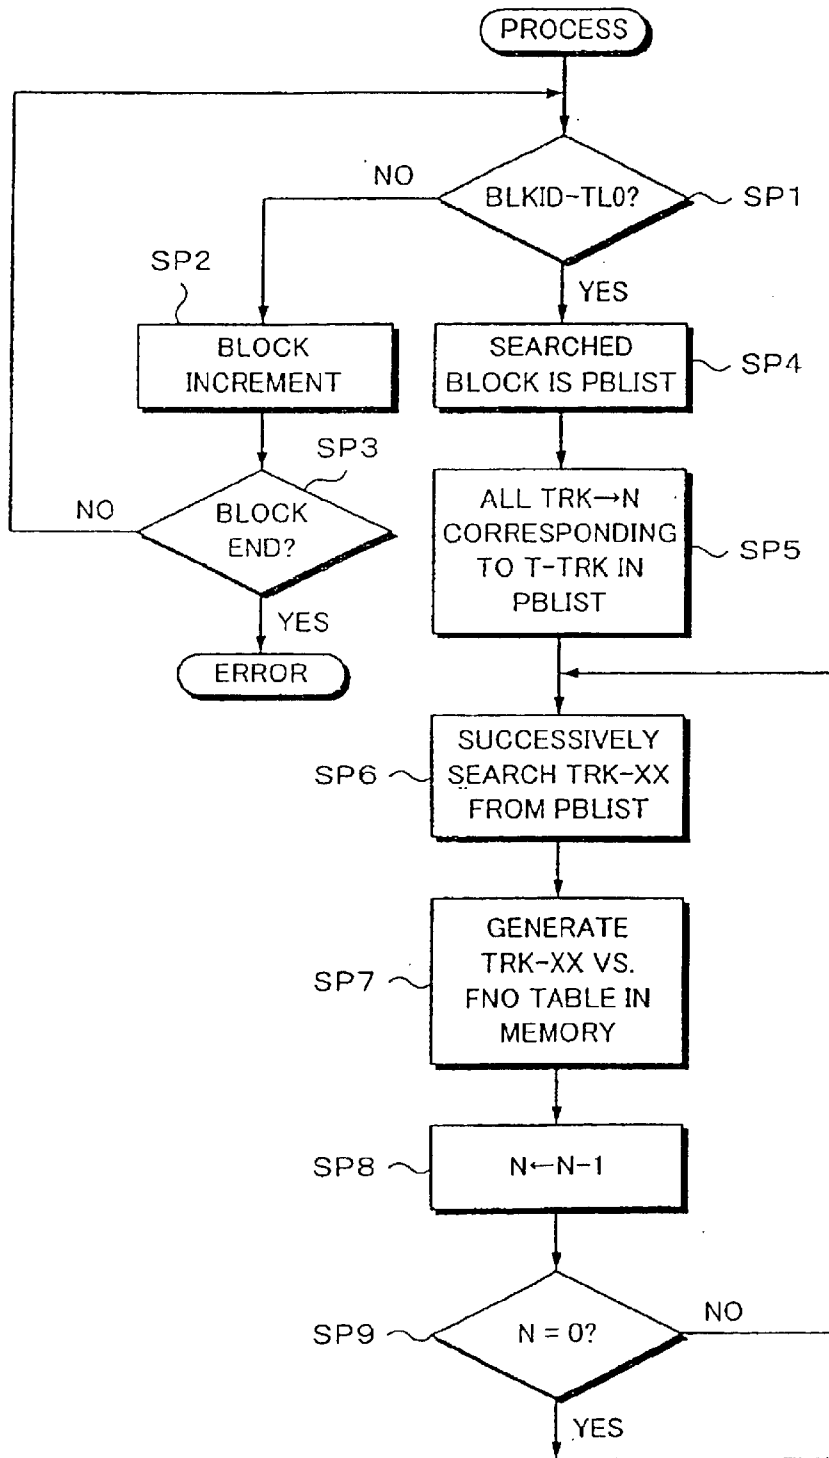 PROCESS
NO
BLKID-TL0?
SP1
SP2
YES
BLOCK
INCREMENT
SEARCHED
BLOCK IS PBLIST
SP4
SP3
NO
BLOCK
END?
YES
ERROR
ALL TRK→N
CORRESPONDING
TO T-TRK IN
PBLIST
SP5
SP6
SUCCESSIVELY
SEARCH TRK-XX
FROM PBLIST
SP7
GENERATE
TRK-XX VS.
FNO TABLE IN
MEMORY
SP8
N←N-1
SP9
N = 0?
NO
YES